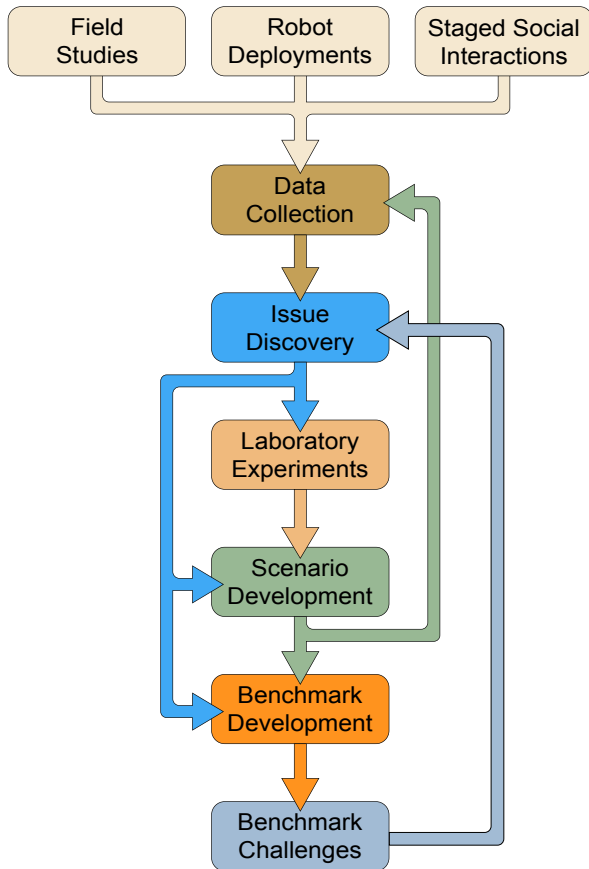 Field
Studies
Robot
Deployments
Staged Social
Interactions
Data
Collection
Issue
Discovery
Laboratory
Experiments
Scenario
Development
Benchmark
Development
Benchmark
Challenges